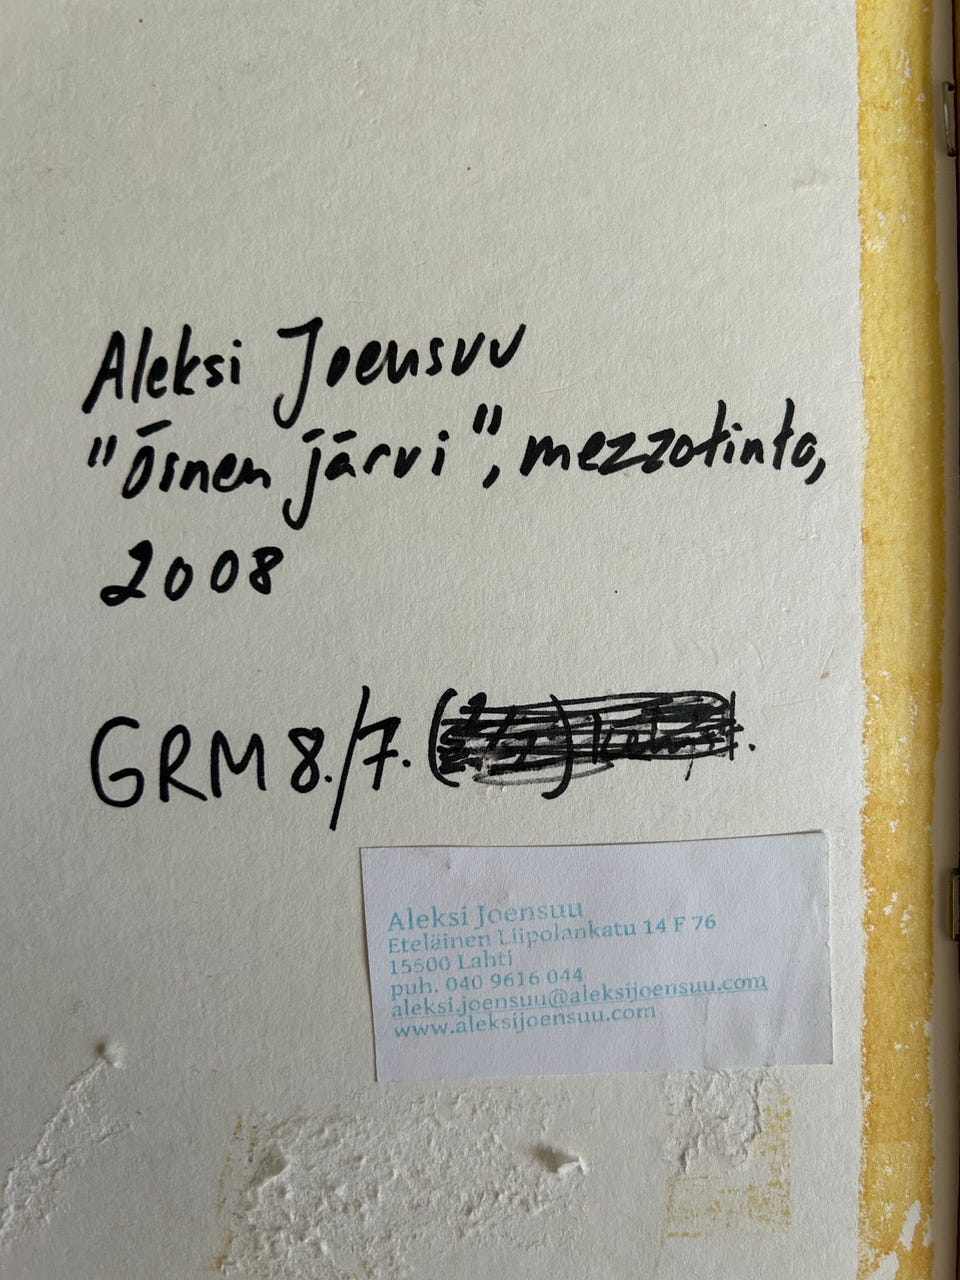 Aleksi Joensuu
"Öinen järvi", mezzotinto,
2008
GRM 8./7.
Aleksi Joensuu
Eteläinen Liipolankatu 14 F 76
15500 Lahti
puh. 040 9616 044
aleksi.joensuu@aleksijoensuu.com
www.aleksijoensuu.com